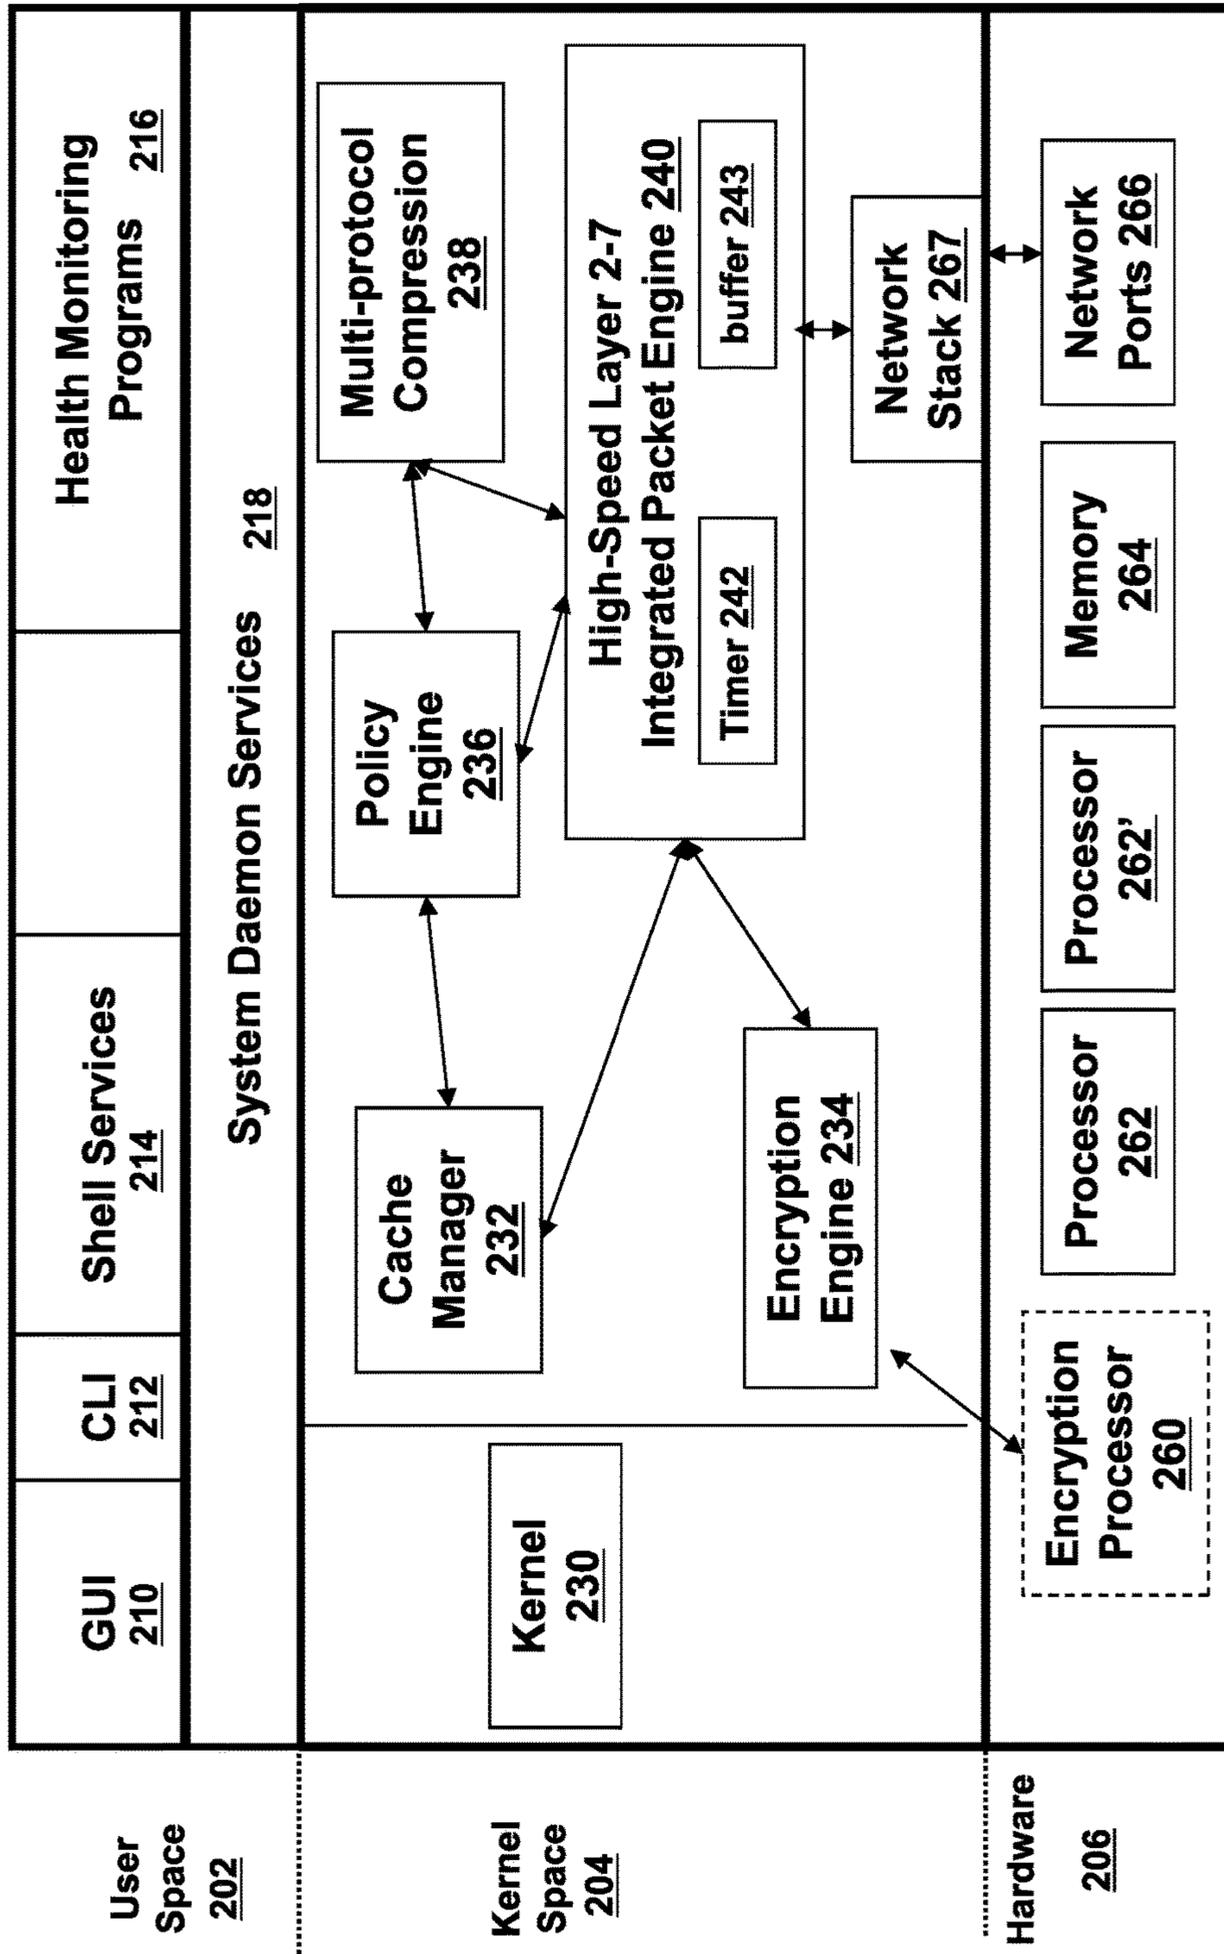 User
Space
202
GUI
210
CLI
212
Shell Services
214
Health Monitoring
Programs 216
System Daemon Services 218
Kernel
Space
204
Kernel
230
Cache
Manager
232
Policy
Engine
236
Multi-protocol
Compression
238
High-Speed Layer 2-7
Integrated Packet Engine 240
Timer 242
buffer 243
Encryption
Engine 234
Network
Stack 267
Hardware
206
Encryption
Processor
260
Processor
262
Processor
262’
Memory
264
Network
Ports 266